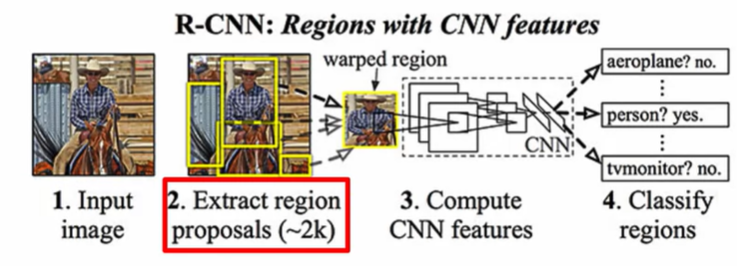 R-CNN: Regions with CNN features
warped region
aeroplane? no.
person? yes.
CNN
tvmonitor? no.
1. Input
image
2. Extract region
proposals (~2k)
3. Compute
CNN features
4. Classify
regions